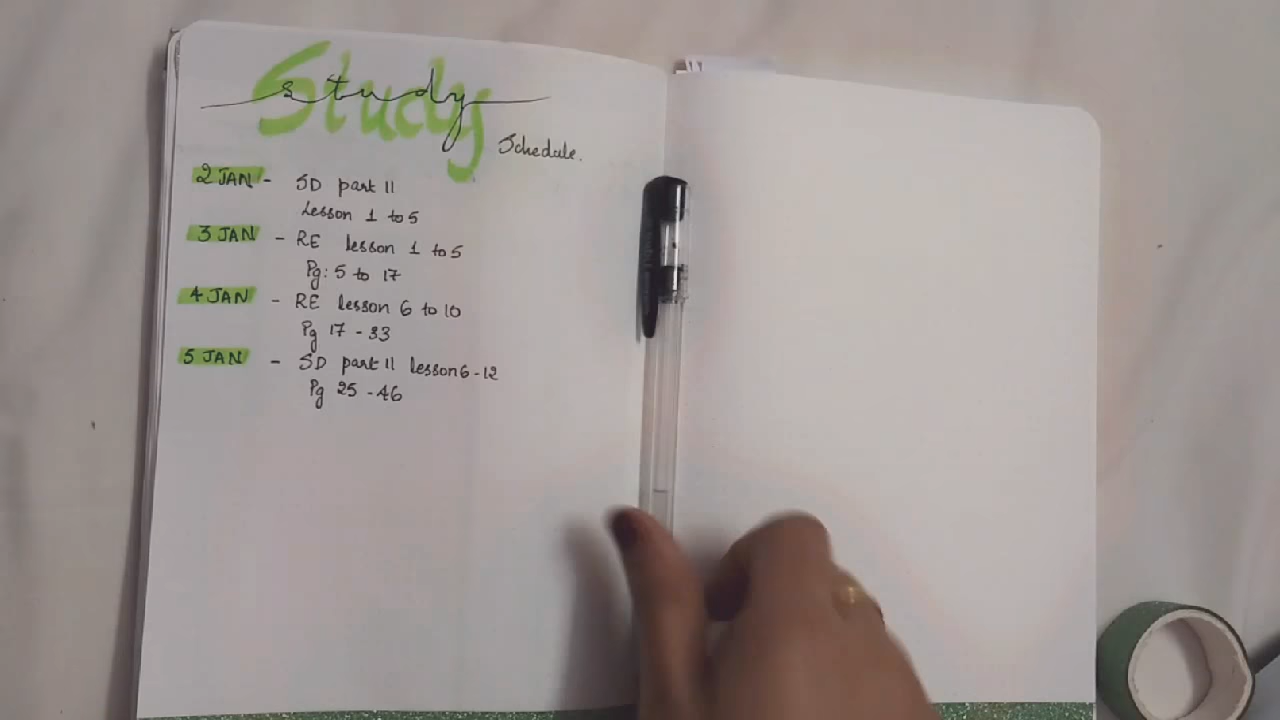 Study
study
Schedule.
2 JAN - SD part II
Lesson 1 to 5
3 JAN - RE lesson 1 to 5
Pg: 5 to 17
4 JAN - RE lesson 6 to 10
Pg 17 - 33
5 JAN - SD part II lesson 6 - 12
Pg 25 - 46